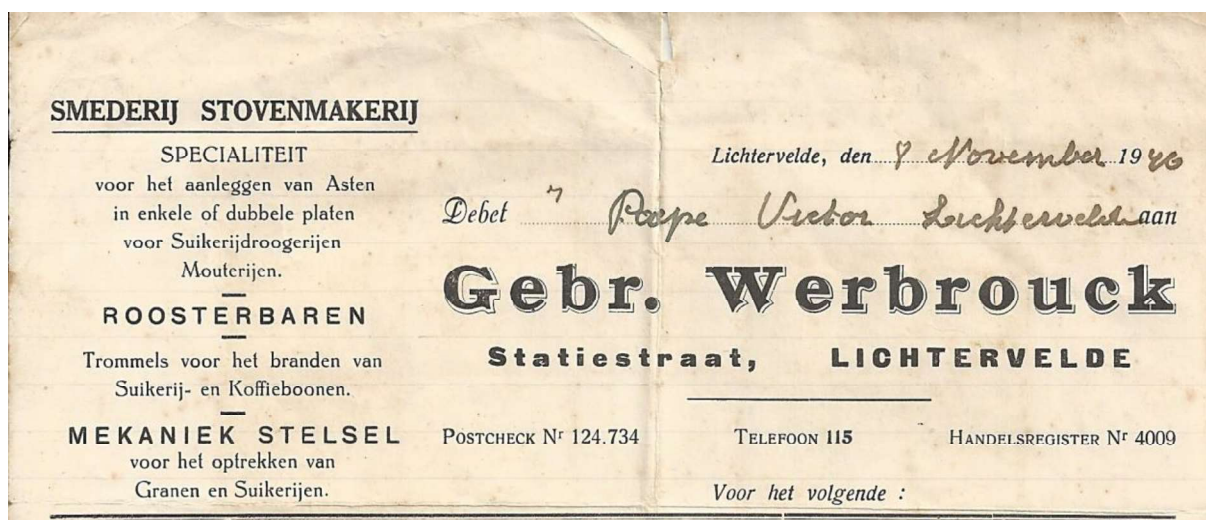 SMEDERIJ STOVENMAKERIJ
SPECIALITEIT
voor het aanleggen van Asten
in enkele of dubbele platen
voor Suikerijdroogerijen
Mouterijen.
ROOSTERBAREN
Trommels voor het branden van
Suikerij- en Koffieboonen.
MEKANIEK STELSEL
voor het optrekken van
Granen en Suikerijen.
Lichtervelde, den 8 November 1940
Debet " Paepe Victor Lichtervelde aan
Gebr. Werbrouck
Statiestraat, LICHTERVELDE
POSTCHECK Nr 124.734 TELEFOON 115 HANDELSREGISTER Nr 4009
Voor het volgende :